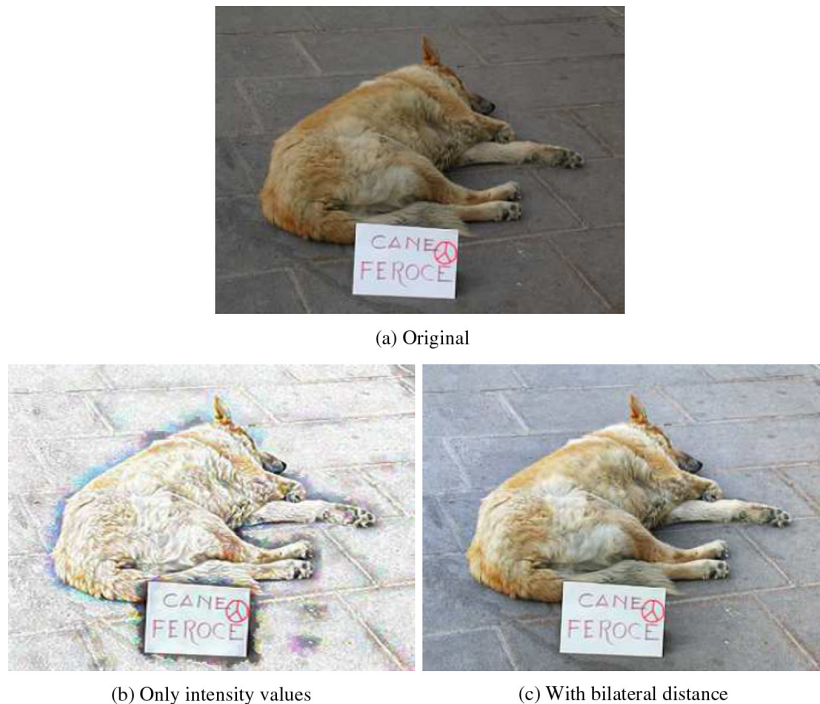 CANE
FEROCE
(a) Original
CANE
FEROCE
CANE
FEROCE
(b) Only intensity values
(c) With bilateral distance